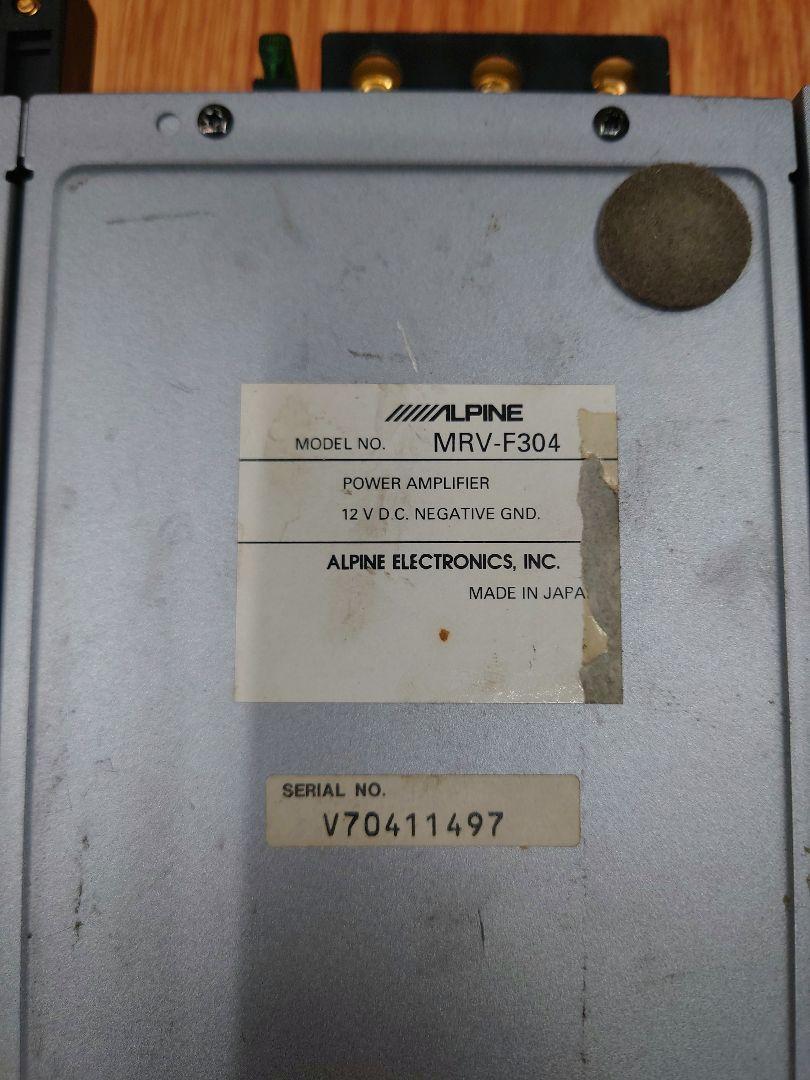 ALPINE
MODEL NO. MRV-F304
POWER AMPLIFIER
12 V D C. NEGATIVE GND.
ALPINE ELECTRONICS, INC.
MADE IN JAPA
SERIAL NO.
V70411497